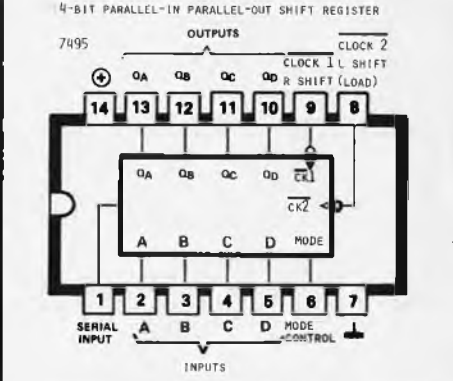 4-BIT PARALLEL-IN PARALLEL-OUT SHIFT REGISTER
7495
OUTPUTS
CLOCK 2
CLOCK 1 L SHIFT
⊕ QA QB QC QD R SHIFT (LOAD)
14 13 12 11 10 9 8
QA QB QC QD CK1
CK2
A B C D MODE
1 2 3 4 5 6 7
SERIAL INPUT A B C D MODE CONTROL
INPUTS